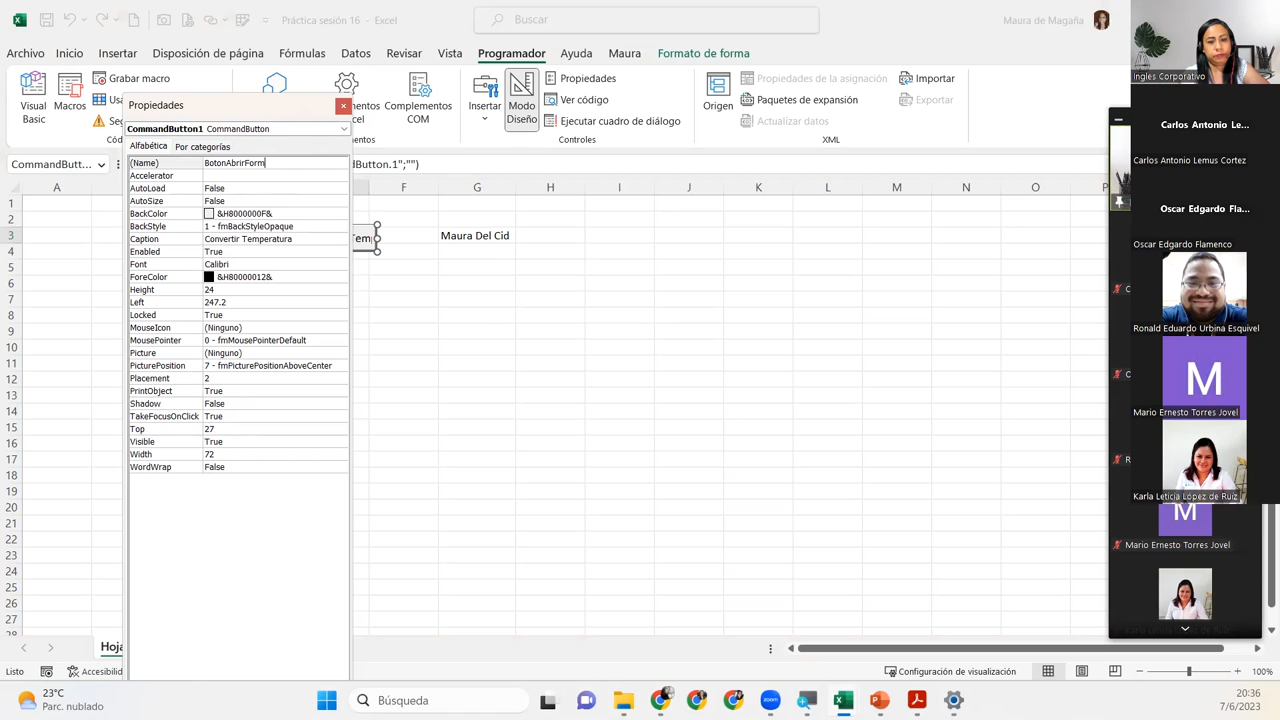 Práctica sesión 16 - Excel
Buscar
Maura de Magaña
Archivo Inicio Insertar Disposición de página Fórmulas Datos Revisar Vista Programador Ayuda Maura Formato de forma
Visual Basic
Macros
Grabar macro
Complementos COM
Insertar
Modo Diseño
Propiedades
Ver código
Ejecutar cuadro de diálogo
Controles
Origen
Propiedades de la asignación
Paquetes de expansión
Actualizar datos
Importar
Exportar
XML
Propiedades
CommandButton1 CommandButton
Alfabética Por categorías
(Name) BotonAbrirForm
Accelerator
AutoLoad False
AutoSize False
BackColor &H8000000F&
BackStyle 1 - fmBackStyleOpaque
Caption Convertir Temperatura
Enabled True
Font Calibri
ForeColor &H80000012&
Height 24
Left 247.2
Locked True
MouseIcon (Ninguno)
MousePointer 0 - fmMousePointerDefault
Picture (Ninguno)
PicturePosition 7 - fmPicturePositionAboveCenter
Placement 2
PrintObject True
Shadow False
TakeFocusOnClick True
Top 27
Visible True
Width 72
WordWrap False
CommandButt...
dButton.1";"")
A F G H I J K L M N O P
1
2
3 Maura Del Cid
4
5
6
7
8
9
10
11
12
13
14
15
16
17
18
19
20
21
22
23
24
25
26
27
28
Hoja
Listo
Accesibilid
Configuración de visualización
100%
Ingles Corporativo
Carlos Antonio Le...
Carlos Antonio Lemus Cortez
Oscar Edgardo Fla...
Oscar Edgardo Flamenco
Ronald Eduardo Urbina Esquivel
M
Mario Ernesto Torres Jovel
Karla Leticia López de Ruiz
M
Mario Ernesto Torres Jovel
23°C
Parc. nublado
Búsqueda
zoom
20:36
7/6/2023